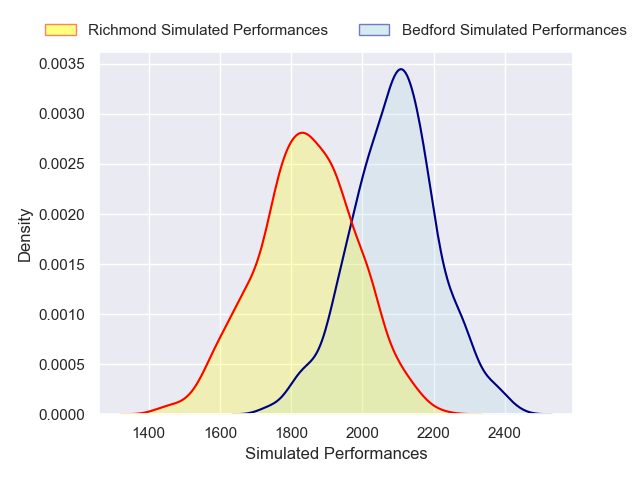 Richmond Simulated Performances
Bedford Simulated Performances
0.0035
0.0030
0.0025
0.0020
0.0015
0.0010
0.0005
0.0000
Density
1400 1600 1800 2000 2200 2400
Simulated Performances